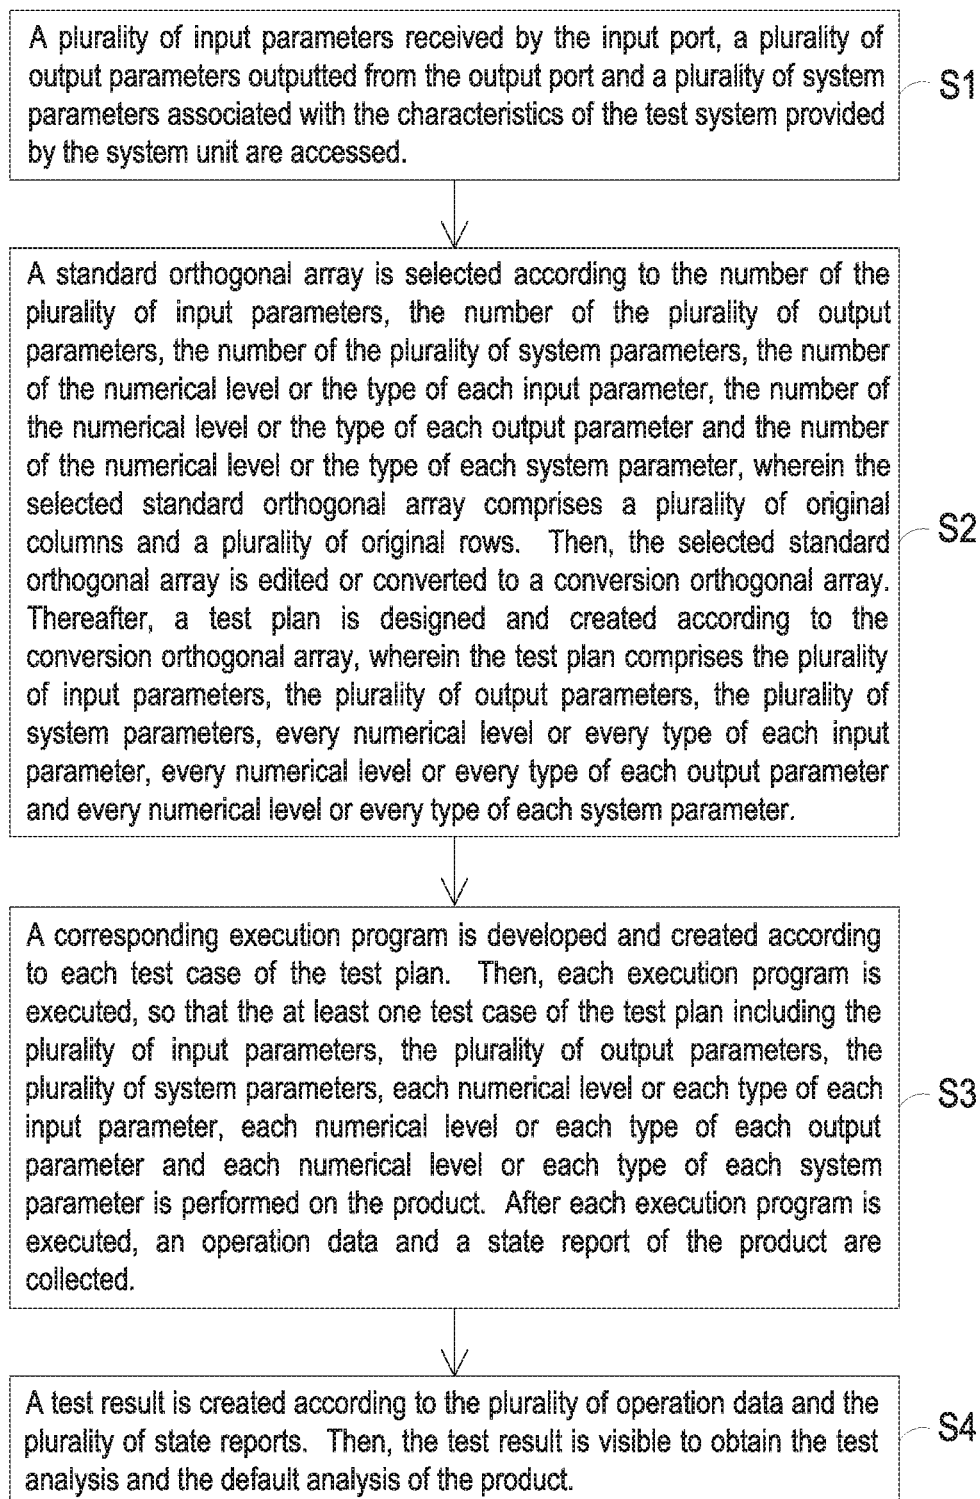 A plurality of input parameters received by the input port, a plurality of
output parameters outputted from the output port and a plurality of system
parameters associated with the characteristics of the test system provided
by the system unit are accessed.
S1
A standard orthogonal array is selected according to the number of the
plurality of input parameters, the number of the plurality of output
parameters, the number of the plurality of system parameters, the number
of the numerical level or the type of each input parameter, the number of
the numerical level or the type of each output parameter and the number
of the numerical level or the type of each system parameter, wherein the
selected standard orthogonal array comprises a plurality of original
columns and a plurality of original rows. Then, the selected standard
orthogonal array is edited or converted to a conversion orthogonal array.
Thereafter, a test plan is designed and created according to the
conversion orthogonal array, wherein the test plan comprises the plurality
of input parameters, the plurality of output parameters, the plurality of
system parameters, every numerical level or every type of each input
parameter, every numerical level or every type of each output parameter
and every numerical level or every type of each system parameter.
S2
A corresponding execution program is developed and created according
to each test case of the test plan. Then, each execution program is
executed, so that the at least one test case of the test plan including the
plurality of input parameters, the plurality of output parameters, the
plurality of system parameters, each numerical level or each type of each
input parameter, each numerical level or each type of each output
parameter and each numerical level or each type of each system
parameter is performed on the product. After each execution program is
executed, an operation data and a state report of the product are
collected.
S3
A test result is created according to the plurality of operation data and the
plurality of state reports. Then, the test result is visible to obtain the test
analysis and the default analysis of the product.
S4